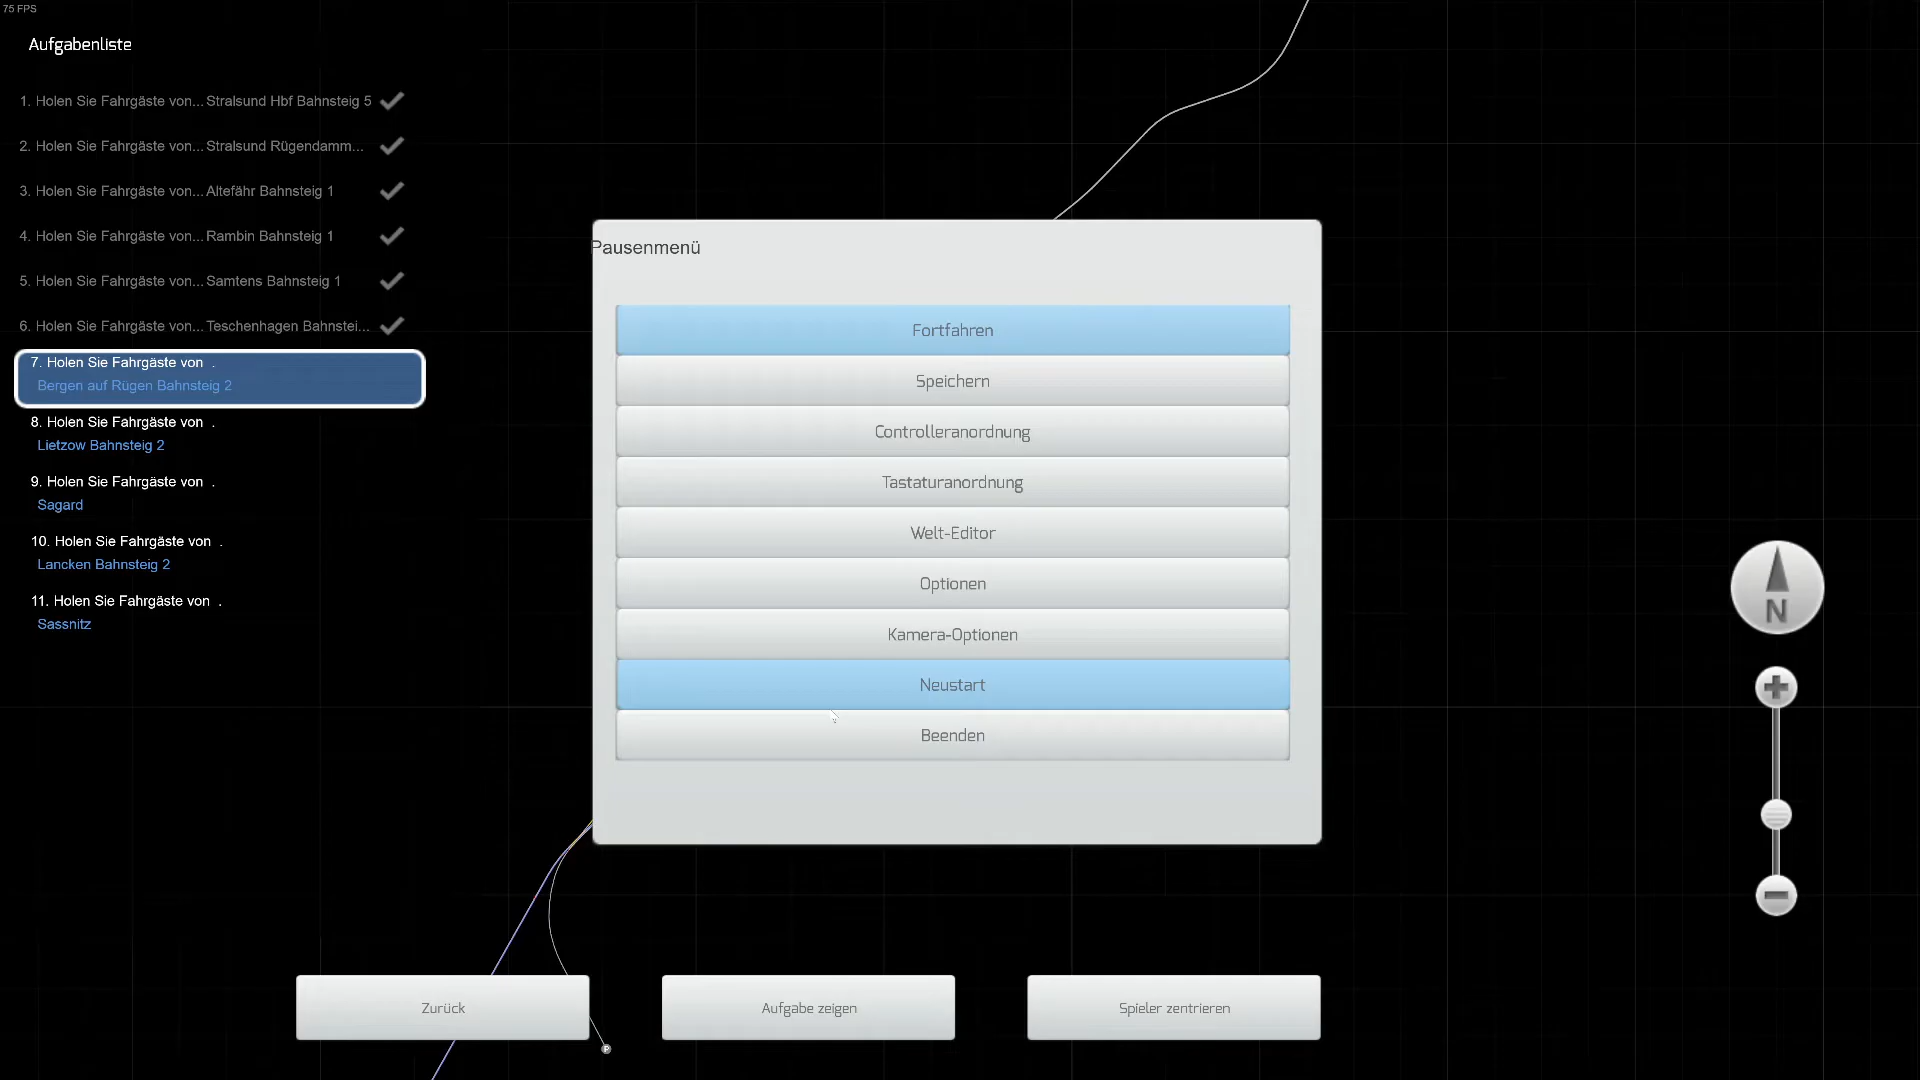 75 FPS
Aufgabenliste
1. Holen Sie Fahrgäste von... Stralsund Hbf Bahnsteig 5
2. Holen Sie Fahrgäste von... Stralsund Rügendamm...
3. Holen Sie Fahrgäste von... Altefähr Bahnsteig 1
4. Holen Sie Fahrgäste von... Rambin Bahnsteig 1
5. Holen Sie Fahrgäste von... Samtens Bahnsteig 1
6. Holen Sie Fahrgäste von... Teschenhagen Bahnstei...
7. Holen Sie Fahrgäste von .
Bergen auf Rügen Bahnsteig 2
8. Holen Sie Fahrgäste von .
Lietzow Bahnsteig 2
9. Holen Sie Fahrgäste von .
Sagard
10. Holen Sie Fahrgäste von .
Lancken Bahnsteig 2
11. Holen Sie Fahrgäste von .
Sassnitz
Pausenmenü
Fortfahren
Speichern
Controlleranordnung
Tastaturanordnung
Welt-Editor
Optionen
Kamera-Optionen
Neustart
Beenden
N
Zurück
Aufgabe zeigen
Spieler zentrieren
P